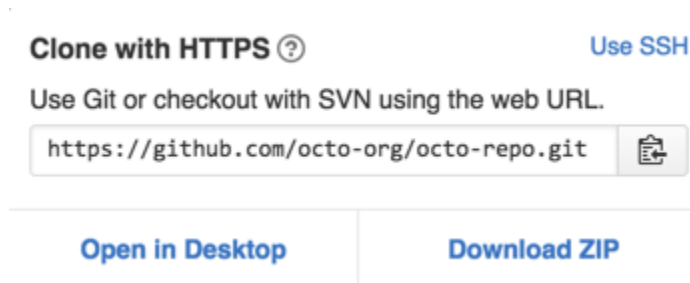 Clone with HTTPS ?
Use SSH
Use Git or checkout with SVN using the web URL.
https://github.com/octo-org/octo-repo.git
Open in Desktop
Download ZIP